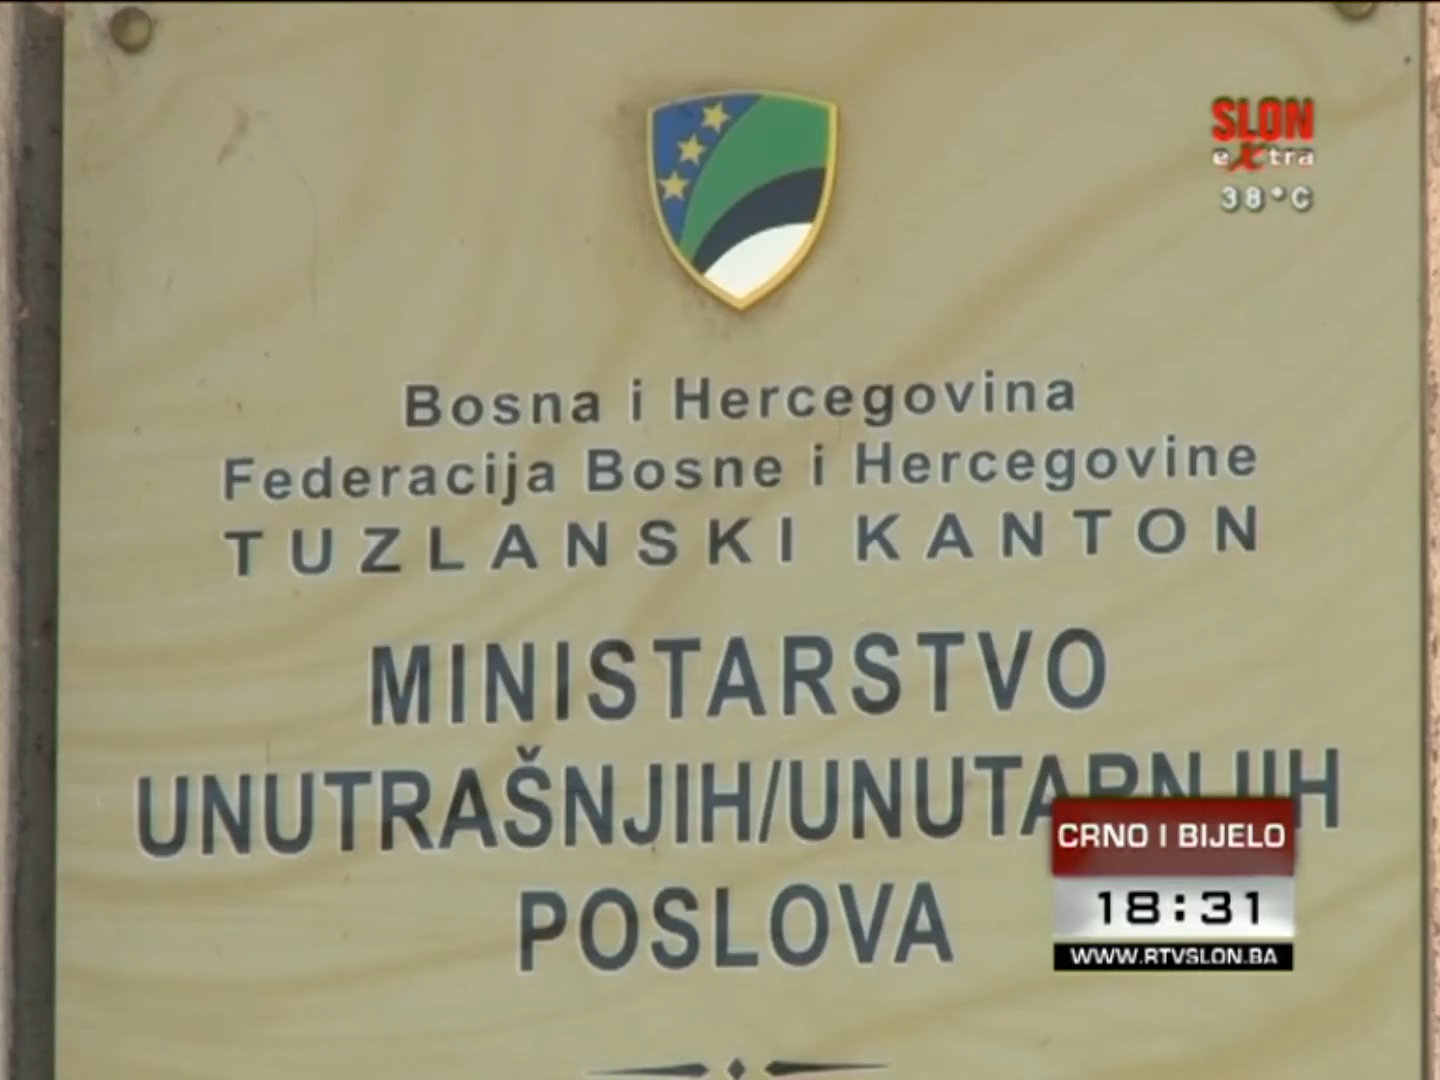 SLON
extra
38°C
Bosna i Hercegovina
Federacija Bosne i Hercegovine
TUZLANSKI KANTON
MINISTARSTVO
UNUTRAŠNJIH/UNUTARNJIH
POSLOVA
CRNO I BIJELO
18:31
WWW.RTVSLON.BA